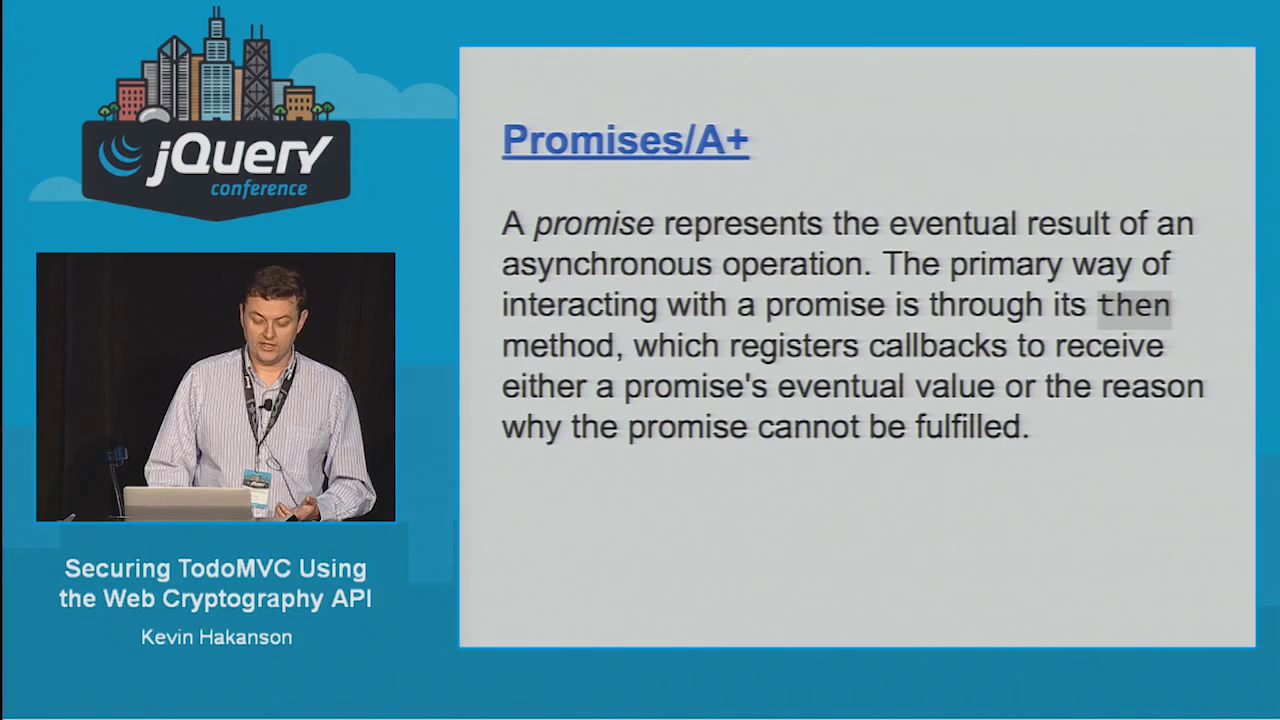 jQuery
conference
Securing TodoMVC Using
the Web Cryptography API
Kevin Hakanson
Promises/A+
A promise represents the eventual result of an
asynchronous operation. The primary way of
interacting with a promise is through its then
method, which registers callbacks to receive
either a promise's eventual value or the reason
why the promise cannot be fulfilled.